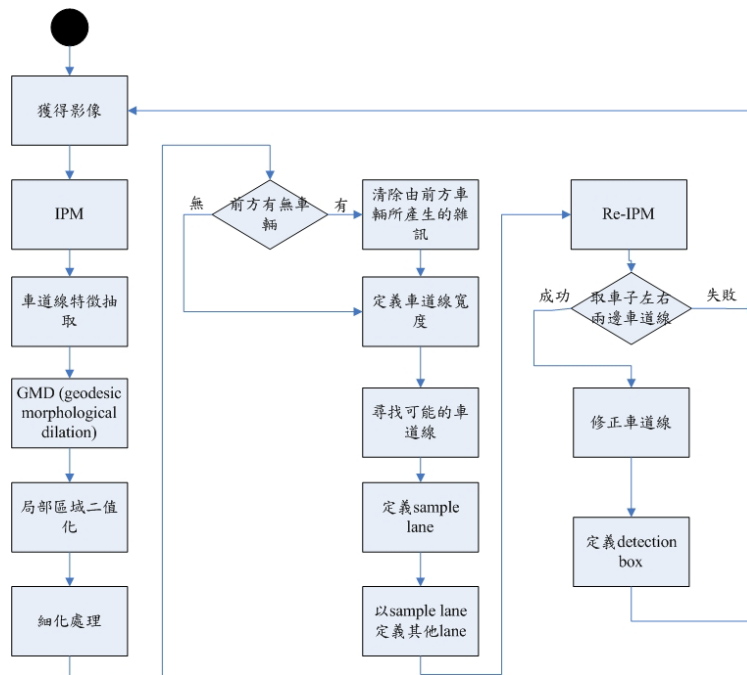 獲得影像
IPM
車道線特徵抽
取
GMD (geodesic
morphological
dilation)
局部區域二值
化
細化處理
前方有無車
輛
無
有
清除由前方車
輛所產生的雜
訊
定義車道線寬
度
尋找可能的車
道線
定義sample
lane
以sample lane
定義其他lane
Re-IPM
取車子左右
兩邊車道線
成功
失敗
修正車道線
定義detection
box